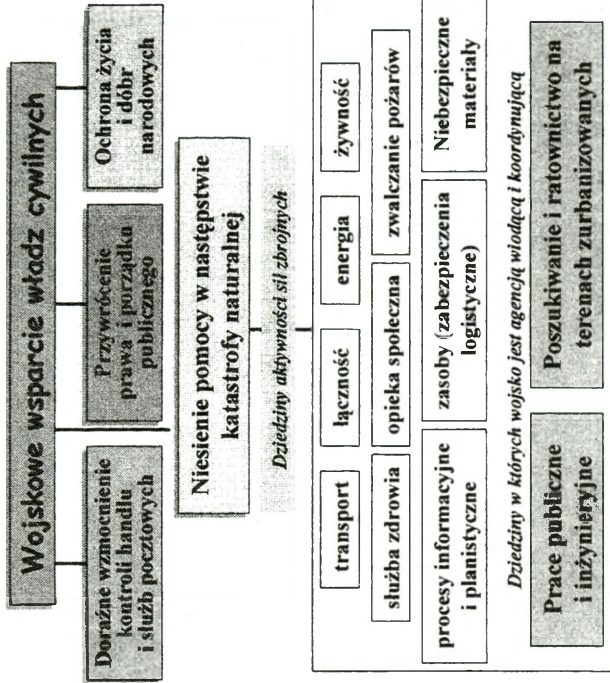 Wojskowe wsparcie władz cywilnych
Doraźne wzmocnienie
kontroli handlu
i służb pocztowych
Przywrócenie
prawa i porządka
publicznego
Ochrona życia
i dóbr
narodowych
Niesienie pomocy w następstwie
katastrofy naturalnej
Dziedziny aktywności sił zbrojnych
transport
łączność
energia
żywność
służba zdrowia
opieka społeczna
zwalczanie pożarów
procesy informacyjne
i planistyczne
zasoby (zabezpieczenia
logistyczne)
Niebezpieczne
materiały
Dziedziny w których wojsko jest agencją wiodącą i koordynującą
Prace publiczne
i inżynieryjne
Poszukiwanie i ratownictwo na
terenach zurbanizowanych